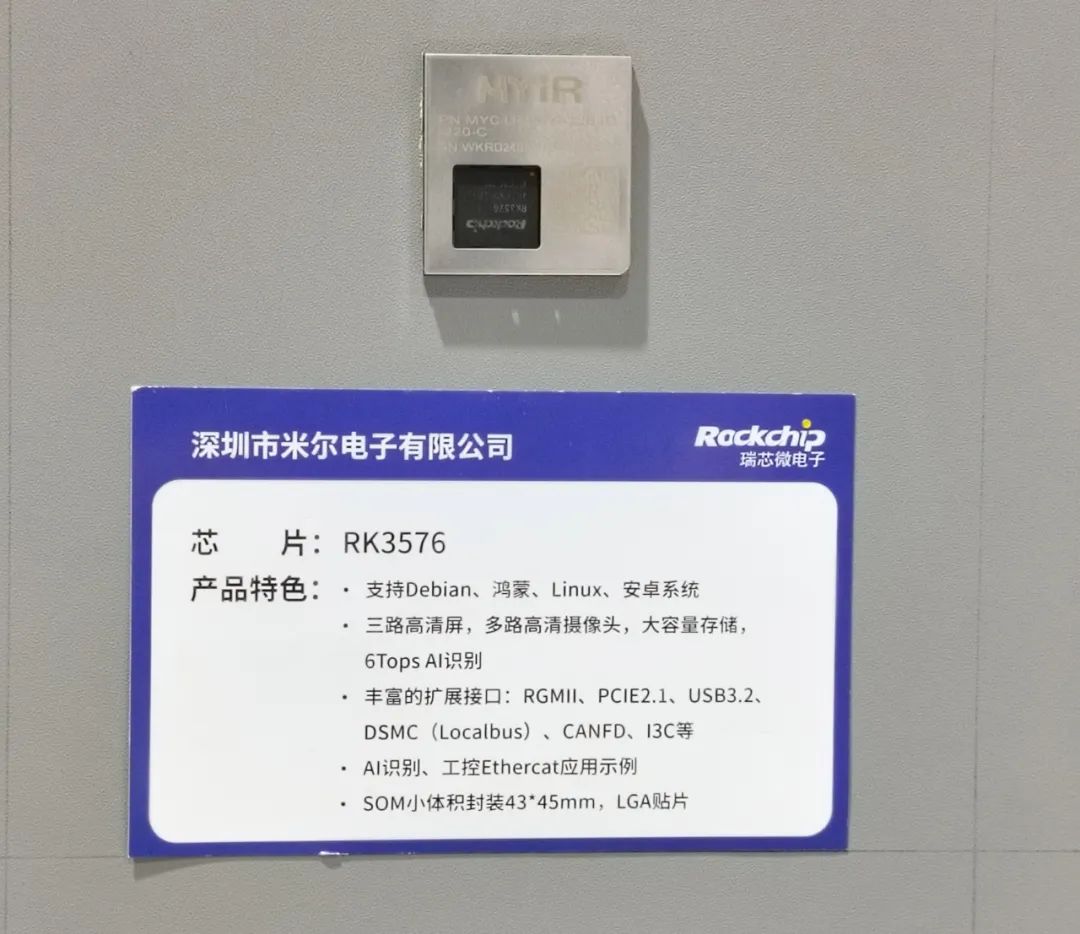 MYiR
PN MYC-
-C
SN WKRD24
RK3576
Rockchip
深圳市米尔电子有限公司
Rockchip
瑞芯微电子
芯 片： RK3576
产品特色：· 支持Debian、鸿蒙、Linux、安卓系统
· 三路高清屏，多路高清摄像头，大容量存储，
6Tops AI识别
· 丰富的扩展接口：RGMII、PCIE2.1、USB3.2、
DSMC（Localbus）、CANFD、I3C等
· AI识别、工控Ethercat应用示例
· SOM小体积封装43*45mm，LGA贴片